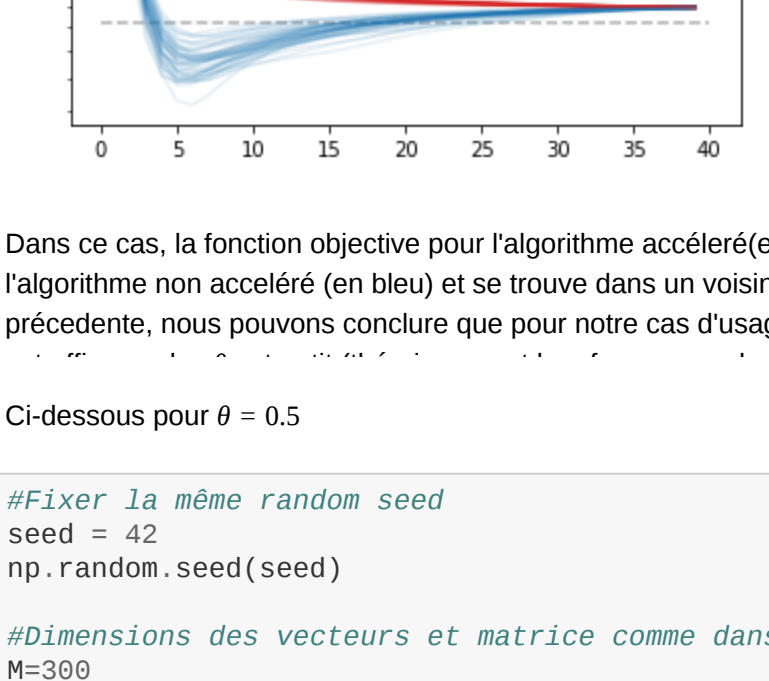 0 5 10 15 20 25 30 35 40
Dans ce cas, la fonction objective pour l'algorithme accéleré(e
l'algorithme non acceléré (en bleu) et se trouve dans un voisin
précedente, nous pouvons conclure que pour notre cas d'usag
Ci-dessous pour θ = 0.5
#Fixer la même random seed
seed = 42
np.random.seed(seed)
#Dimensions des vecteurs et matrice comme dans
M=300